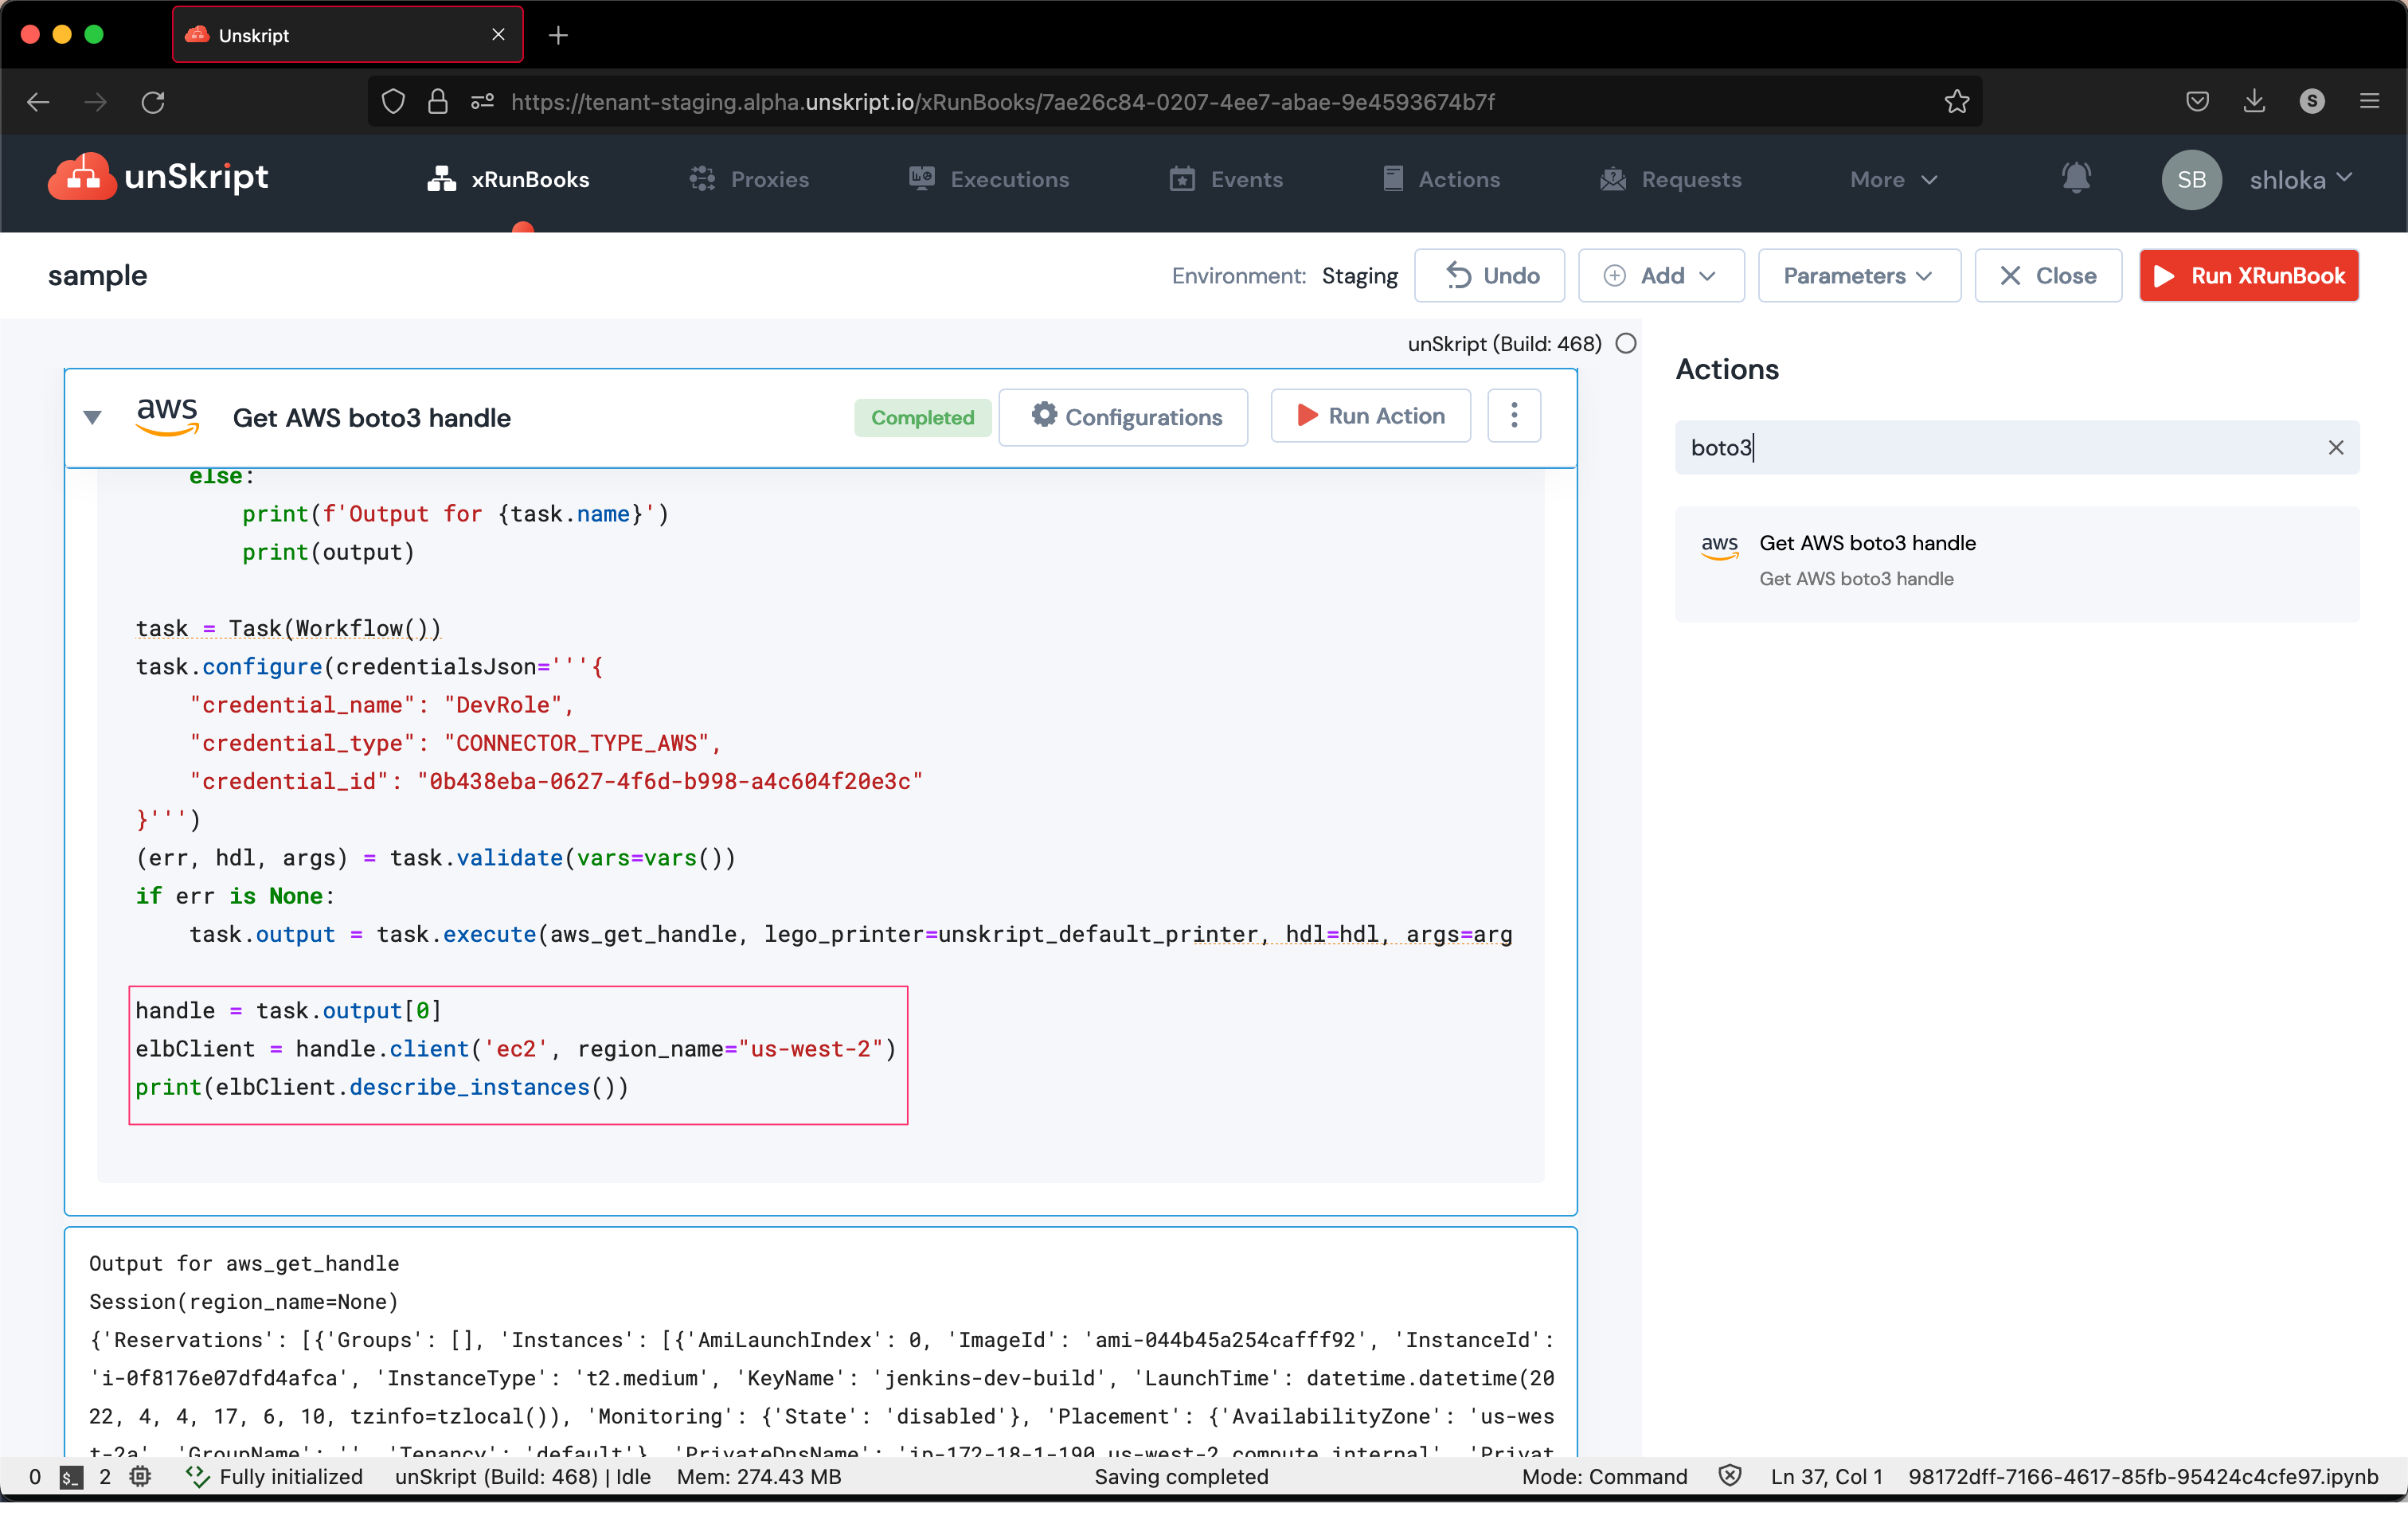 Unskript
https://tenant-staging.alpha.unskript.io/xRunBooks/7ae26c84-0207-4ee7-abae-9e4593674b7f
S
unSkript
xRunBooks
Proxies
Executions
Events
Actions
Requests
More
SB
shloka
sample
Environment: Staging
Undo
Add
Parameters
Close
Run XRunBook
unSkript (Build: 468)
aws
Get AWS boto3 handle
Completed
Configurations
Run Action
else:
print(f'Output for {task.name}')
print(output)
task = Task(Workflow())
task.configure(credentialsJson='''{
"credential_name": "DevRole",
"credential_type": "CONNECTOR_TYPE_AWS",
"credential_id": "0b438eba-0627-4f6d-b998-a4c604f20e3c"
}''')
(err, hdl, args) = task.validate(vars=vars())
if err is None:
task.output = task.execute(aws_get_handle, lego_printer=unskript_default_printer, hdl=hdl, args=arg
handle = task.output[0]
elbClient = handle.client('ec2', region_name="us-west-2")
print(elbClient.describe_instances())
Output for aws_get_handle
Session(region_name=None)
{'Reservations': [{'Groups': [], 'Instances': [{'AmiLaunchIndex': 0, 'ImageId': 'ami-044b45a254cafff92', 'InstanceId':
'i-0f8176e07dfd4afca', 'InstanceType': 't2.medium', 'KeyName': 'jenkins-dev-build', 'LaunchTime': datetime.datetime(20
22, 4, 4, 17, 6, 10, tzinfo=tzlocal()), 'Monitoring': {'State': 'disabled'}, 'Placement': {'AvailabilityZone': 'us-wes
t-2a', 'GroupName': '', 'Tenancy': 'default'}, 'PrivateDnsName': 'ip-172-18-1-190.us-west-2.compute.internal', 'Privat
Actions
boto3
aws
Get AWS boto3 handle
Get AWS boto3 handle
0
$_
2
Fully initialized
unSkript (Build: 468) | Idle
Mem: 274.43 MB
Saving completed
Mode: Command
Ln 37, Col 1
98172dff-7166-4617-85fb-95424c4cfe97.ipynb